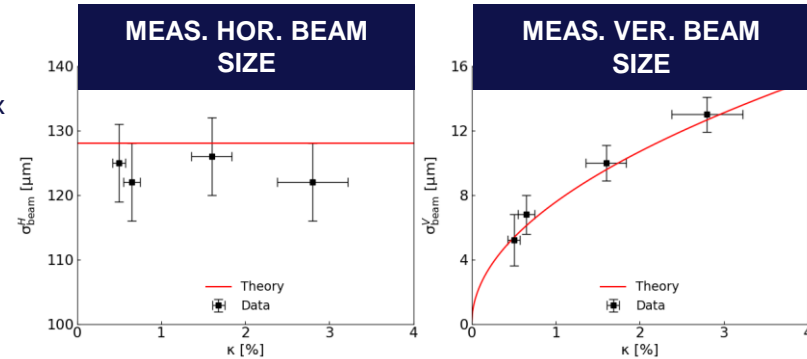 MEAS. HOR. BEAM
SIZE
x
140
130
120
110
100
0
1
2
3
4
σ^H_beam [μm]
κ [%]
Theory
Data
MEAS. VER. BEAM
SIZE
16
12
8
4
0
0
1
2
3
4
σ^V_beam [μm]
κ [%]
Theory
Data